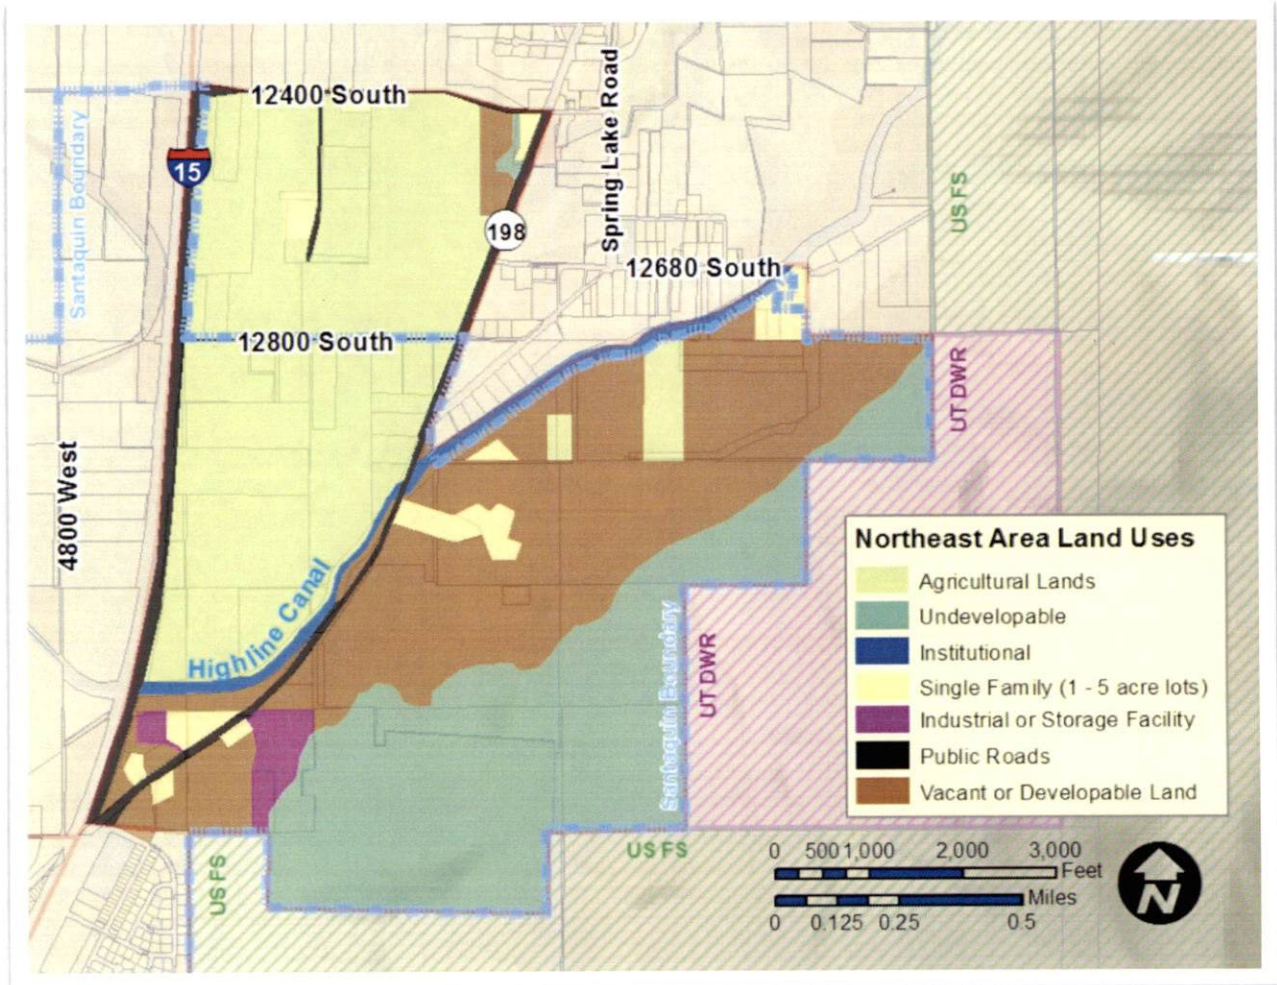 12400 South
Spring Lake Road
Santaquin Boundary
15
US FS
198
12680 South
12800 South
UT DWR
4800 West
Highline Canal
Northeast Area Land Uses
Agricultural Lands
Undevelopable
Institutional
Single Family (1 - 5 acre lots)
Industrial or Storage Facility
Public Roads
Vacant or Developable Land
Santaquin Boundary
UT DWR
US FS
US FS
0 500 1,000 2,000 3,000
Feet
Miles
0 0.125 0.25 0.5
N